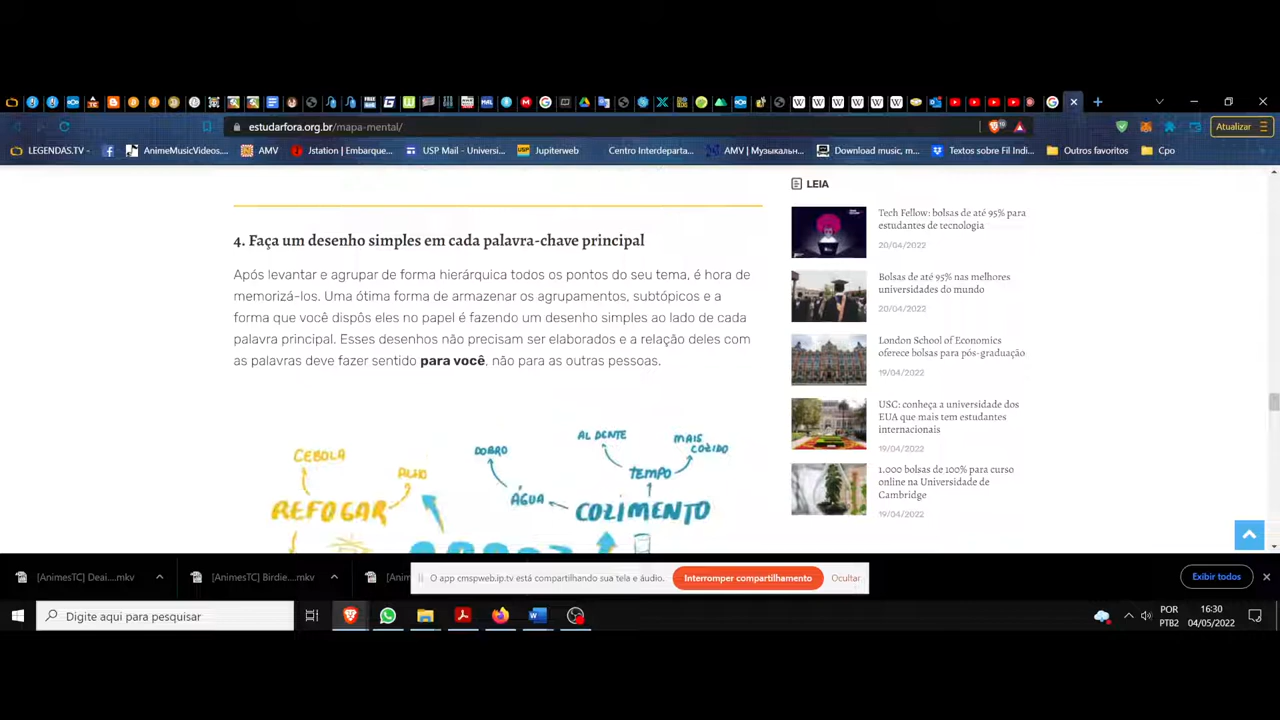 estudarfora.org.br/mapa-mental/
Atualizar
LEGENDAS.TV -
AnimeMusicVideos...
AMV
Jstation | Embarque...
USP Mail - Universi...
Jupiterweb
Centro Interdeparta...
AMV | Музыкальн...
Download music, m...
Textos sobre Fil Indi...
Outros favoritos
Cpo
4. Faça um desenho simples em cada palavra-chave principal
Após levantar e agrupar de forma hierárquica todos os pontos do seu tema, é hora de
memorizá-los. Uma ótima forma de armazenar os agrupamentos, subtópicos e a
forma que você dispôs eles no papel é fazendo um desenho simples ao lado de cada
palavra principal. Esses desenhos não precisam ser elaborados e a relação deles com
as palavras deve fazer sentido para você, não para as outras pessoas.
CEBOLA
ALHO
REFOGAR
DOBRO
ÁGUA
AL DENTE
MAIS
COZIDO
TEMPO
COZIMENTO
LEIA
Tech Fellow: bolsas de até 95% para
estudantes de tecnologia
20/04/2022
Bolsas de até 95% nas melhores
universidades do mundo
20/04/2022
London School of Economics
oferece bolsas para pós-graduação
19/04/2022
USC: conheça a universidade dos
EUA que mais tem estudantes
internacionais
19/04/2022
1.000 bolsas de 100% para curso
online na Universidade de
Cambridge
19/04/2022
[AnimesTC] Deai....mkv
[AnimesTC] Birdie....mkv
[Anim
O app cmspweb.ip.tv está compartilhando sua tela e áudio.
Interromper compartilhamento
Ocultar
Exibir todos
Digite aqui para pesquisar
POR
PTB2
16:30
04/05/2022